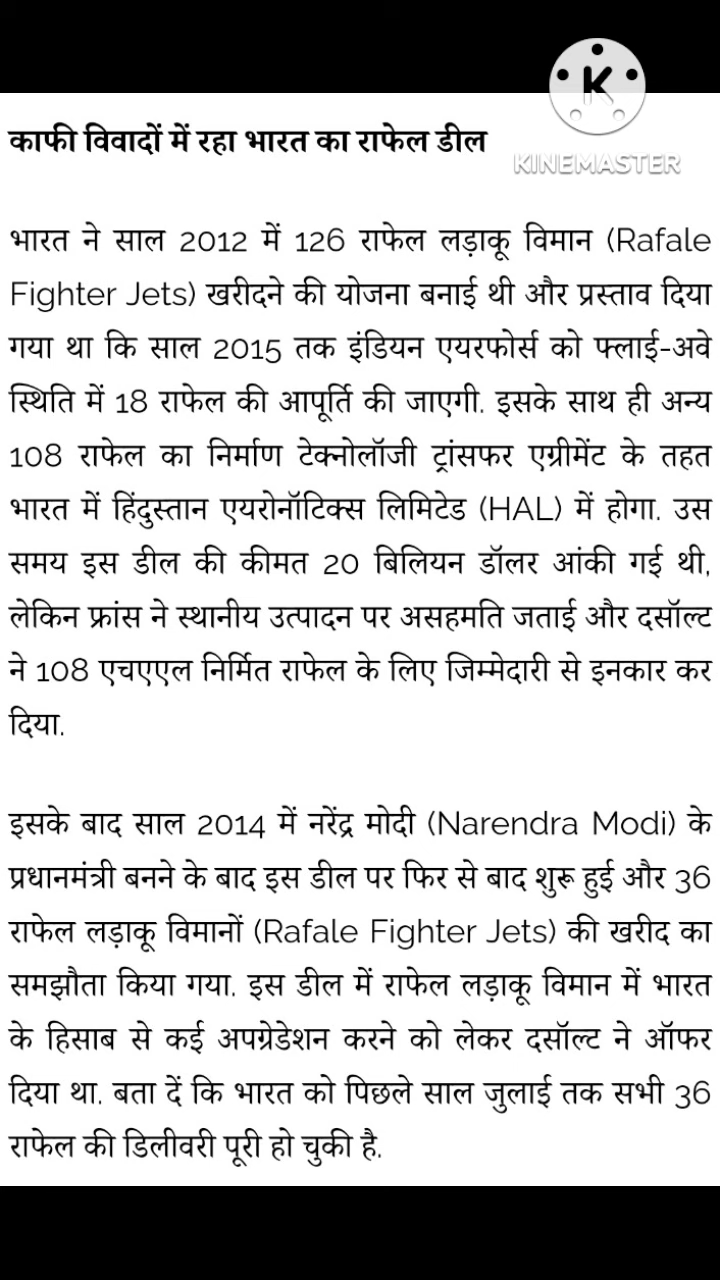 K
KINEMASTER
काफी विवादों में रहा भारत का राफेल डील
भारत ने साल 2012 में 126 राफेल लड़ाकू विमान (Rafale
Fighter Jets) खरीदने की योजना बनाई थी और प्रस्ताव दिया
गया था कि साल 2015 तक इंडियन एयरफोर्स को फ्लाई-अवे
स्थिति में 18 राफेल की आपूर्ति की जाएगी. इसके साथ ही अन्य
108 राफेल का निर्माण टेक्नोलॉजी ट्रांसफर एग्रीमेंट के तहत
भारत में हिंदुस्तान एयरोनॉटिक्स लिमिटेड (HAL) में होगा. उस
समय इस डील की कीमत 20 बिलियन डॉलर आंकी गई थी,
लेकिन फ्रांस ने स्थानीय उत्पादन पर असहमति जताई और दसॉल्ट
ने 108 एचएएल निर्मित राफेल के लिए जिम्मेदारी से इनकार कर
दिया.
इसके बाद साल 2014 में नरेंद्र मोदी (Narendra Modi) के
प्रधानमंत्री बनने के बाद इस डील पर फिर से बाद शुरू हुई और 36
राफेल लड़ाकू विमानों (Rafale Fighter Jets) की खरीद का
समझौता किया गया. इस डील में राफेल लड़ाकू विमान में भारत
के हिसाब से कई अपग्रेडेशन करने को लेकर दसॉल्ट ने ऑफर
दिया था. बता दें कि भारत को पिछले साल जुलाई तक सभी 36
राफेल की डिलीवरी पूरी हो चुकी है.